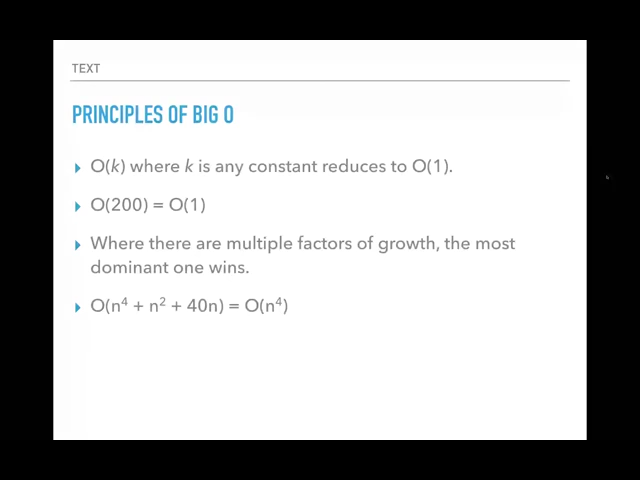 TEXT
PRINCIPLES OF BIG O
▸ O(k) where k is any constant reduces to O(1).
▸ O(200) = O(1)
▸ Where there are multiple factors of growth, the most
dominant one wins.
▸ O(n⁴ + n² + 40n) = O(n⁴)